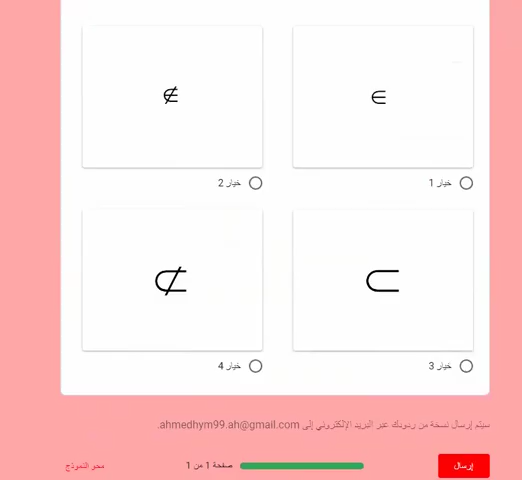 ∈
∉
خيار 1
خيار 2
⊂
⊄
خيار 3
خيار 4
سيتم إرسال نسخة من ردودك عبر البريد الإلكتروني إلى ahmedhym99.ah@gmail.com.
إرسال
صفحة 1 من 1
محو النموذج